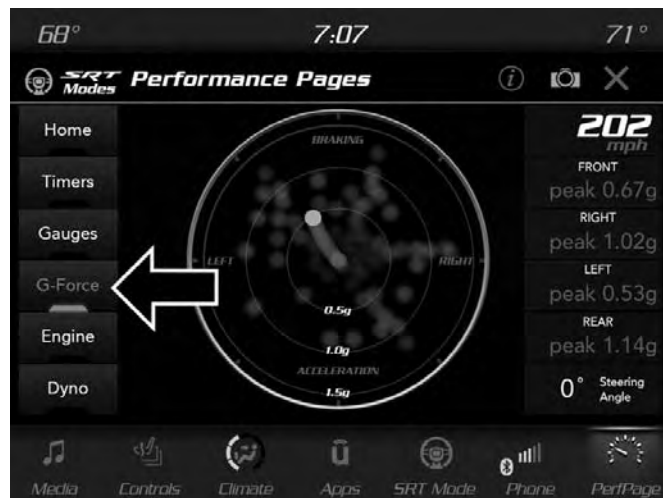 68°
7:07
71°
SRT Modes
Performance Pages
Home
Timers
Gauges
G-Force
Engine
Dyno
BRAKING
LEFT
RIGHT
0.5g
1.0g
ACCELERATION
1.5g
202
mph
FRONT
peak 0.67g
RIGHT
peak 1.02g
LEFT
peak 0.53g
REAR
peak 1.14g
0° Steering Angle
Media
Controls
Climate
Apps
SRT Mode
Phone
PerfPage